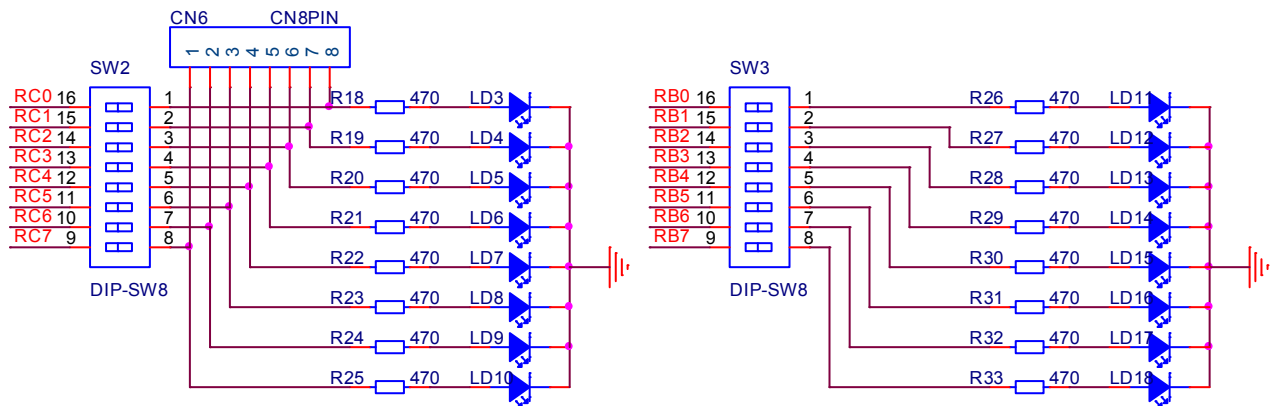 CN6 CN8PIN
1 2 3 4 5 6 7 8
SW2 SW3
RC0 16 1 R18 470 LD3 RB0 16 1 R26 470 LD11
RC1 15 2 RB1 15 2
RC2 14 3 R19 470 LD4 RB2 14 3 R27 470 LD12
RC3 13 4 RB3 13 4
RC4 12 5 R20 470 LD5 RB4 12 5 R28 470 LD13
RC5 11 6 RB5 11 6
RC6 10 7 R21 470 LD6 RB6 10 7 R29 470 LD14
RC7 9 8 RB7 9 8
R22 470 LD7 R30 470 LD15
DIP-SW8 DIP-SW8
R23 470 LD8 R31 470 LD16
R24 470 LD9 R32 470 LD17
R25 470 LD10 R33 470 LD18